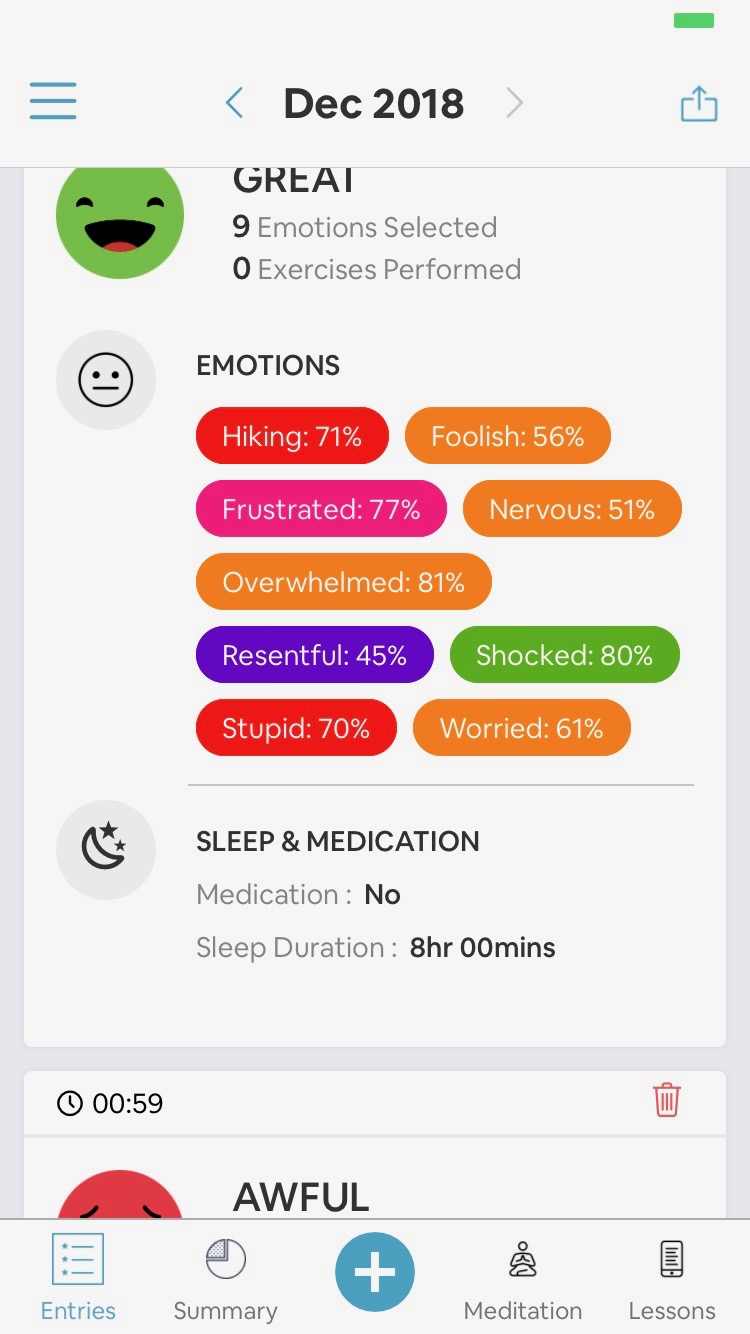 Dec 2018
GREAT
9 Emotions Selected
0 Exercises Performed
EMOTIONS
Hiking: 71% Foolish: 56%
Frustrated: 77% Nervous: 51%
Overwhelmed: 81%
Resentful: 45% Shocked: 80%
Stupid: 70% Worried: 61%
SLEEP & MEDICATION
Medication : No
Sleep Duration : 8hr 00mins
00:59
AWFUL
Entries Summary Meditation Lessons